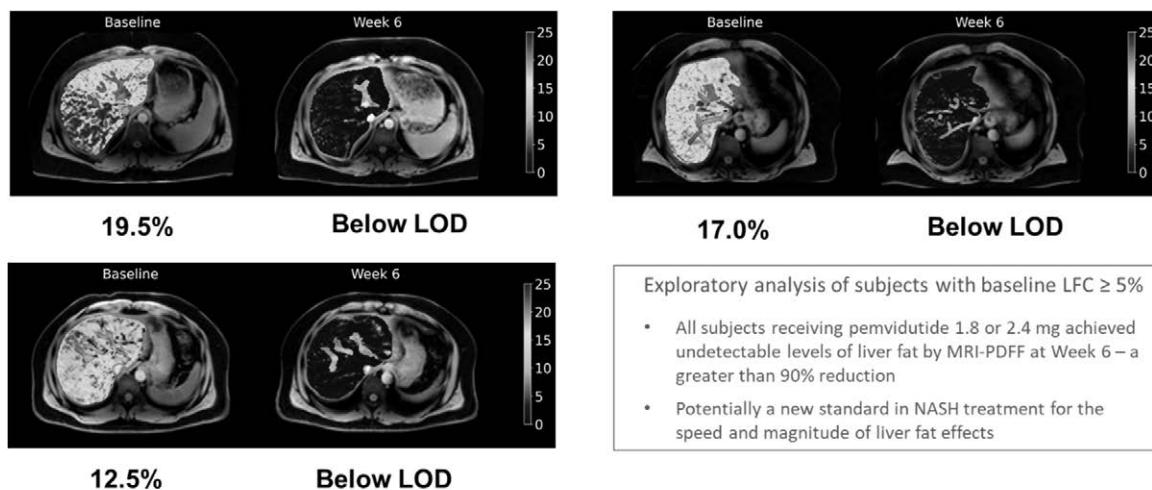 Baseline
Week 6
25
20
15
10
5
0
19.5%
Below LOD
Baseline
Week 6
25
20
15
10
5
0
17.0%
Below LOD
Baseline
Week 6
25
20
15
10
5
0
12.5%
Below LOD
Exploratory analysis of subjects with baseline LFC ≥ 5%
• All subjects receiving pemvidutide 1.8 or 2.4 mg achieved
undetectable levels of liver fat by MRI-PDFF at Week 6 – a
greater than 90% reduction
• Potentially a new standard in NASH treatment for the
speed and magnitude of liver fat effects